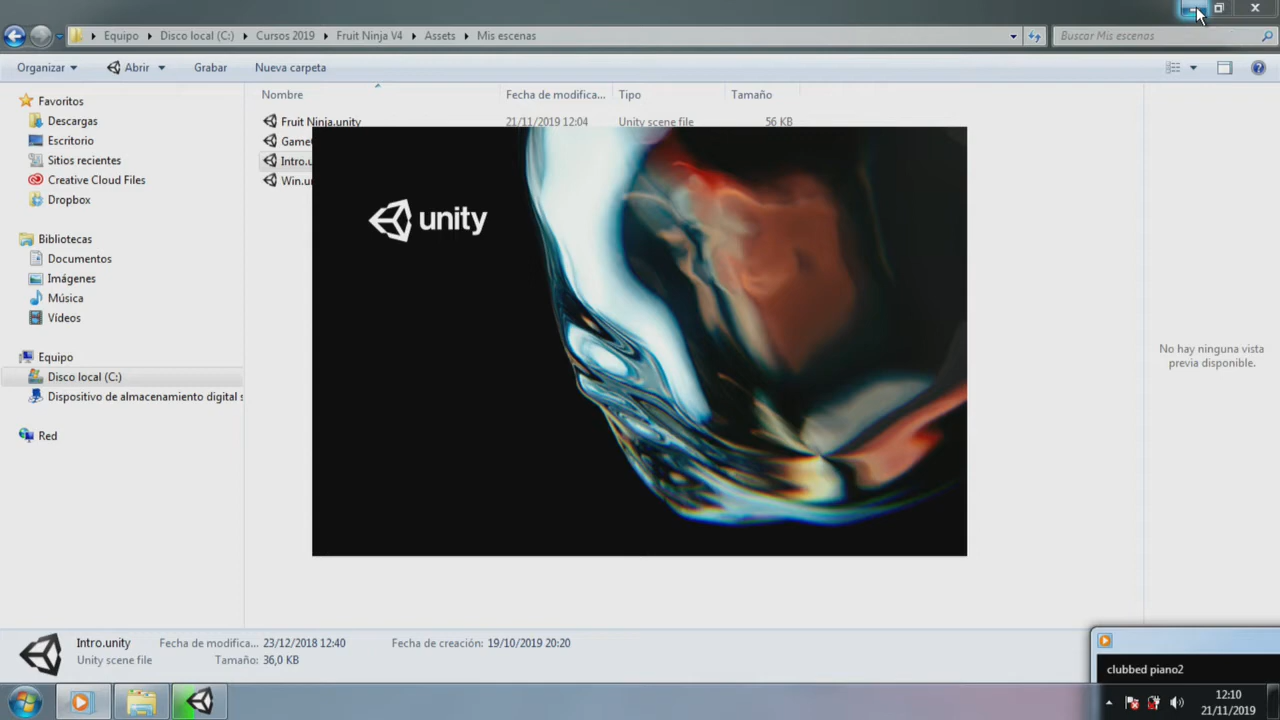 Equipo Disco local (C:) Cursos 2019 Fruit Ninja V4 Assets Mis escenas
Buscar Mis escenas
Organizar Abrir Grabar Nueva carpeta
Nombre Fecha de modifica... Tipo Tamaño
Favoritos
Descargas
Escritorio
Sitios recientes
Creative Cloud Files
Dropbox
Bibliotecas
Documentos
Imágenes
Música
Vídeos
Equipo
Disco local (C:)
Dispositivo de almacenamiento digital s
Red
Fruit Ninja.unity 21/11/2019 12:04 Unity scene file 56 KB
unity
No hay ninguna vista
previa disponible.
Intro.unity Fecha de modifica... 23/12/2018 12:40 Fecha de creación: 19/10/2019 20:20
Unity scene file Tamaño: 36,0 KB
clubbed piano2
12:10
21/11/2019